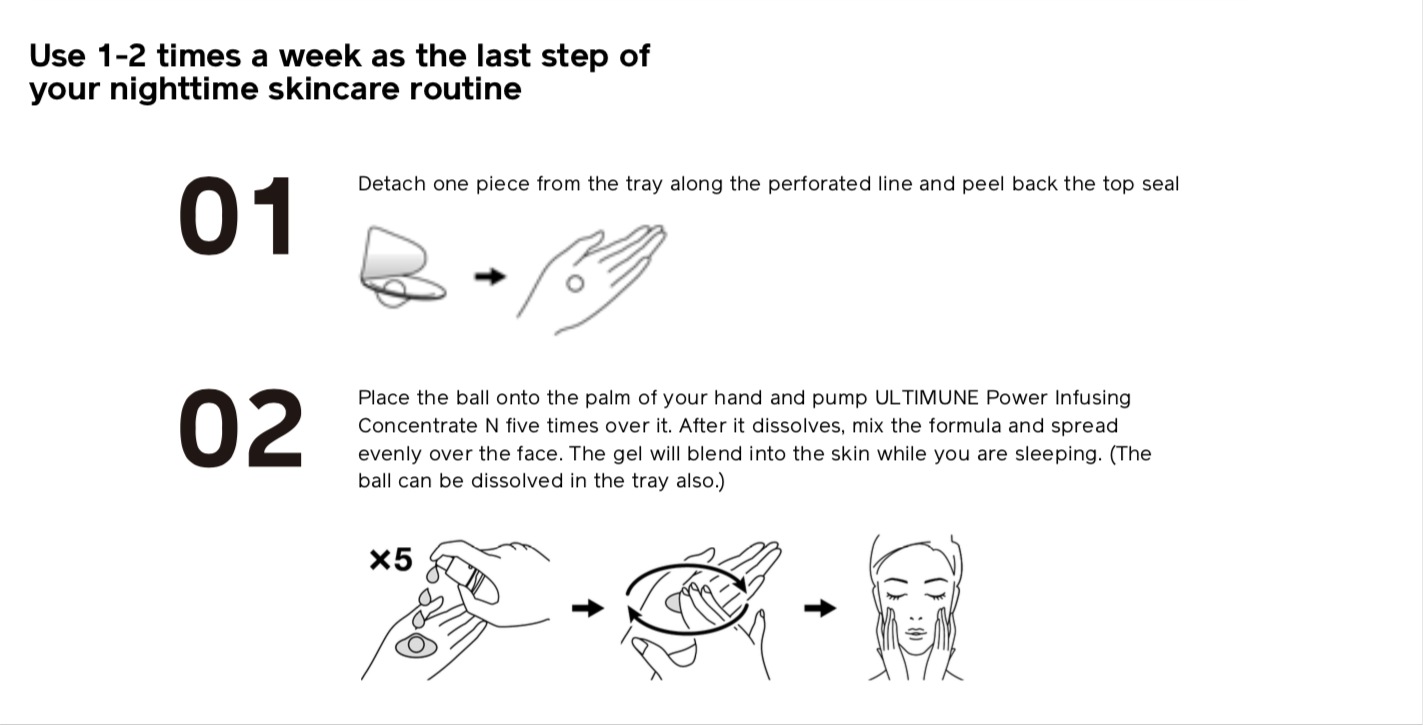 Use 1-2 times a week as the last step of
your nighttime skincare routine
01
Detach one piece from the tray along the perforated line and peel back the top seal
02
Place the ball onto the palm of your hand and pump ULTIMUNE Power Infusing
Concentrate N five times over it. After it dissolves, mix the formula and spread
evenly over the face. The gel will blend into the skin while you are sleeping. (The
ball can be dissolved in the tray also.)
×5